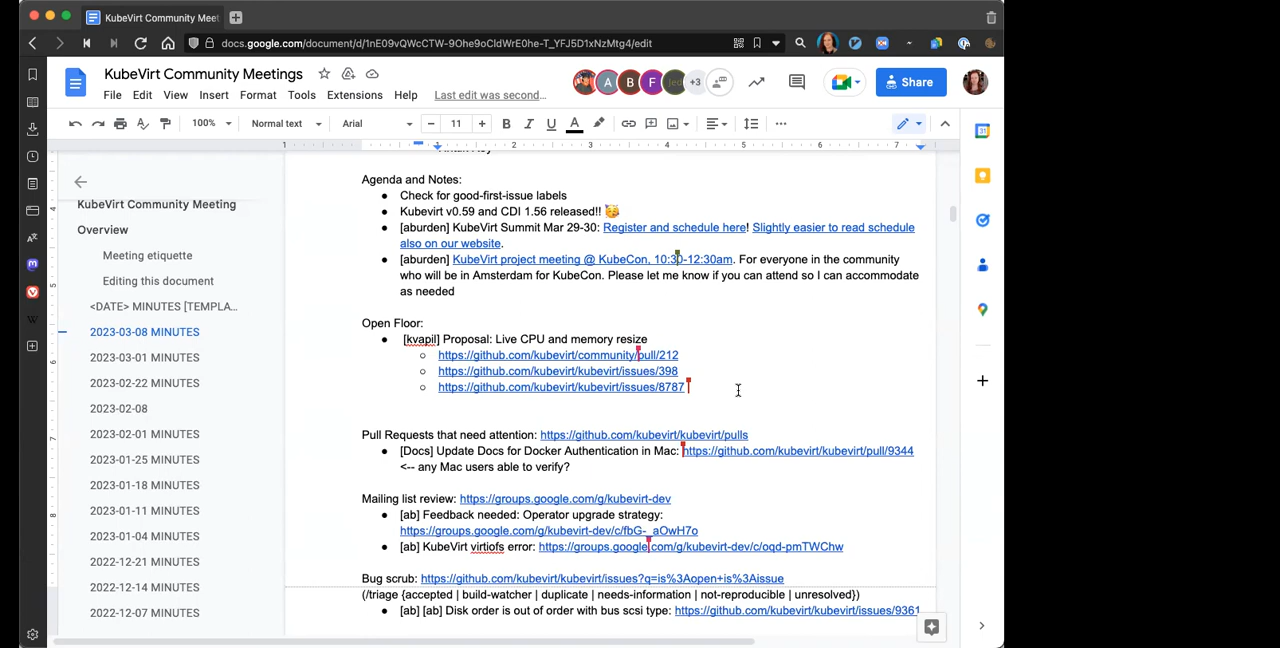 KubeVirt Community Meet
docs.google.com/document/d/1nE09vQWcCTW-9Ohe9oCldWrE0he-T_YFJ5D1xNzMtg4/edit
KubeVirt Community Meetings
File Edit View Insert Format Tools Extensions Help Last edit was second...
A B F jed +3
Share
100% Normal text Arial 11
1 1 2 3 4 5 6 7
KubeVirt Community Meeting
Overview
Meeting etiquette
Editing this document
<DATE> MINUTES [TEMPLA...
2023-03-08 MINUTES
2023-03-01 MINUTES
2023-02-22 MINUTES
2023-02-08
2023-02-01 MINUTES
2023-01-25 MINUTES
2023-01-18 MINUTES
2023-01-11 MINUTES
2023-01-04 MINUTES
2022-12-21 MINUTES
2022-12-14 MINUTES
2022-12-07 MINUTES
Agenda and Notes:
● Check for good-first-issue labels
● Kubevirt v0.59 and CDI 1.56 released!! 🥳
● [aburden] KubeVirt Summit Mar 29-30: Register and schedule here! Slightly easier to read schedule
also on our website.
● [aburden] KubeVirt project meeting @ KubeCon, 10:30-12:30am. For everyone in the community
who will be in Amsterdam for KubeCon. Please let me know if you can attend so I can accommodate
as needed
Open Floor:
● [kvapil] Proposal: Live CPU and memory resize
○ https://github.com/kubevirt/community/pull/212
○ https://github.com/kubevirt/kubevirt/issues/398
○ https://github.com/kubevirt/kubevirt/issues/8787
Pull Requests that need attention: https://github.com/kubevirt/kubevirt/pulls
● [Docs] Update Docs for Docker Authentication in Mac: https://github.com/kubevirt/kubevirt/pull/9344
<-- any Mac users able to verify?
Mailing list review: https://groups.google.com/g/kubevirt-dev
● [ab] Feedback needed: Operator upgrade strategy:
https://groups.google.com/g/kubevirt-dev/c/fbG-_aOwH7o
● [ab] KubeVirt virtiofs error: https://groups.google.com/g/kubevirt-dev/c/oqd-pmTWChw
Bug scrub: https://github.com/kubevirt/kubevirt/issues?q=is%3Aopen+is%3Aissue
(/triage {accepted | build-watcher | duplicate | needs-information | not-reproducible | unresolved})
● [ab] [ab] Disk order is out of order with bus scsi type: https://github.com/kubevirt/kubevirt/issues/9361